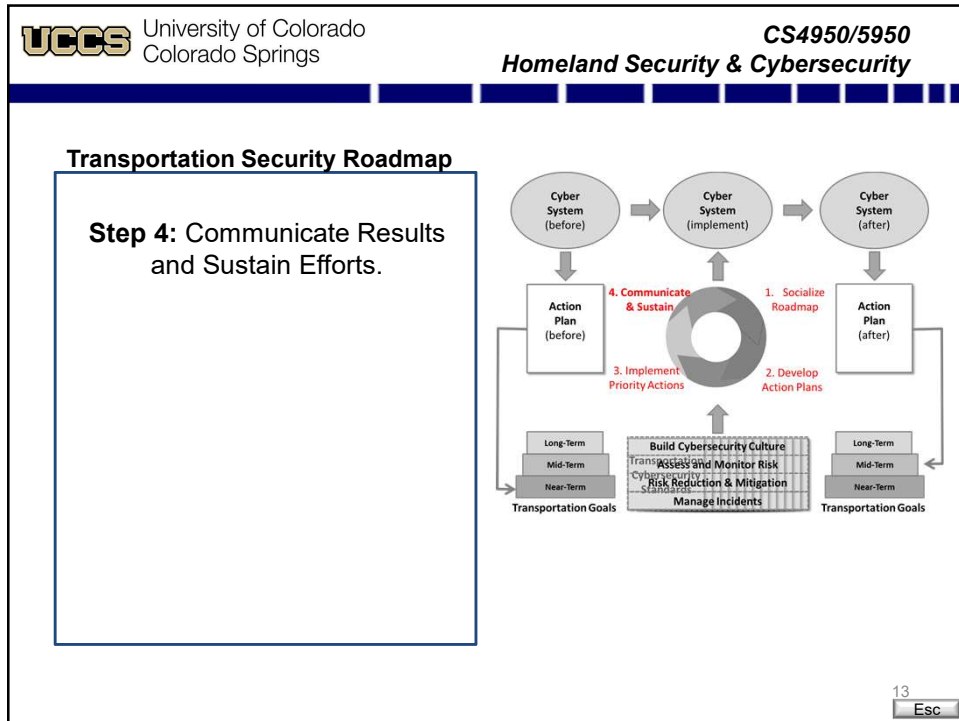 UCCS
University of Colorado
Colorado Springs
CS4950/5950
Homeland Security & Cybersecurity
Transportation Security Roadmap
Step 4: Communicate Results
and Sustain Efforts.
Cyber
System
(before)
Cyber
System
(implement)
Cyber
System
(after)
Action
Plan
(before)
4. Communicate
& Sustain
1. Socialize
Roadmap
3. Implement
Priority Actions
2. Develop
Action Plans
Action
Plan
(after)
Long-Term
Mid-Term
Near-Term
Transportation Goals
Build Cybersecurity Culture
Assess and Monitor Risk
Risk Reduction & Mitigation
Manage Incidents
Transportation
Cybersecurity
Standards
Long-Term
Mid-Term
Near-Term
Transportation Goals
13
Esc